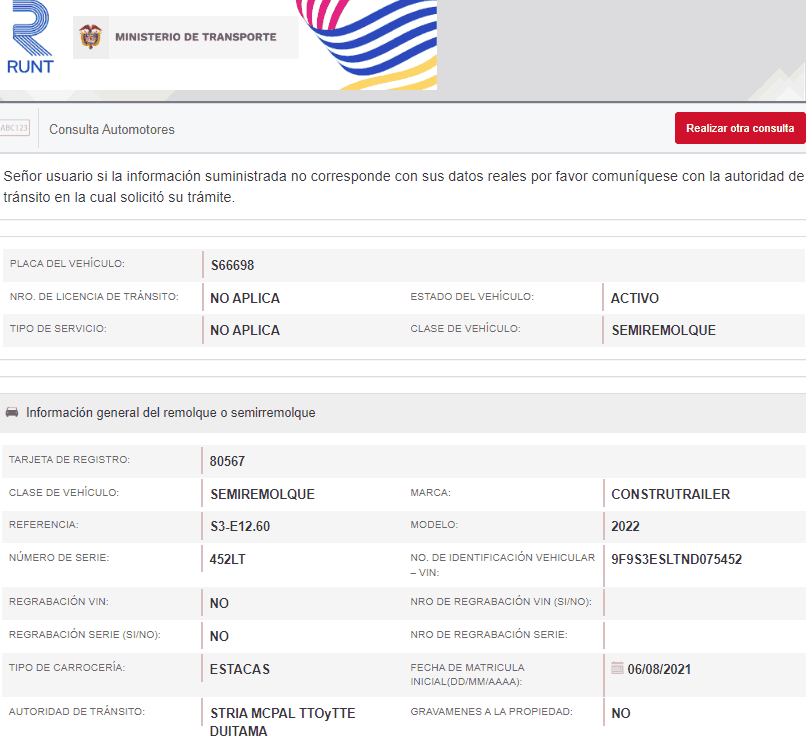 RUNT
MINISTERIO DE TRANSPORTE
ABC123
Consulta Automotores
Realizar otra consulta
Señor usuario si la información suministrada no corresponde con sus datos reales por favor comuníquese con la autoridad de
tránsito en la cual solicitó su trámite.
PLACA DEL VEHÍCULO: S66698
NRO. DE LICENCIA DE TRÁNSITO: NO APLICA ESTADO DEL VEHÍCULO: ACTIVO
TIPO DE SERVICIO: NO APLICA CLASE DE VEHÍCULO: SEMIREMOLQUE
Información general del remolque o semirremolque
TARJETA DE REGISTRO: 80567
CLASE DE VEHÍCULO: SEMIREMOLQUE MARCA: CONSTRUTRAILER
REFERENCIA: S3-E12.60 MODELO: 2022
NÚMERO DE SERIE: 452LT NO. DE IDENTIFICACIÓN VEHICULAR
– VIN: 9F9S3ESLTND075452
REGRABACIÓN VIN: NO NRO DE REGRABACIÓN VIN (SI/NO):
REGRABACIÓN SERIE (SI/NO): NO NRO DE REGRABACIÓN SERIE:
TIPO DE CARROCERÍA: ESTACAS FECHA DE MATRICULA
INICIAL(DD/MM/AAAA): 06/08/2021
AUTORIDAD DE TRÁNSITO: STRIA MCPAL TTOyTTE GRAVAMENES A LA PROPIEDAD: NO
DUITAMA